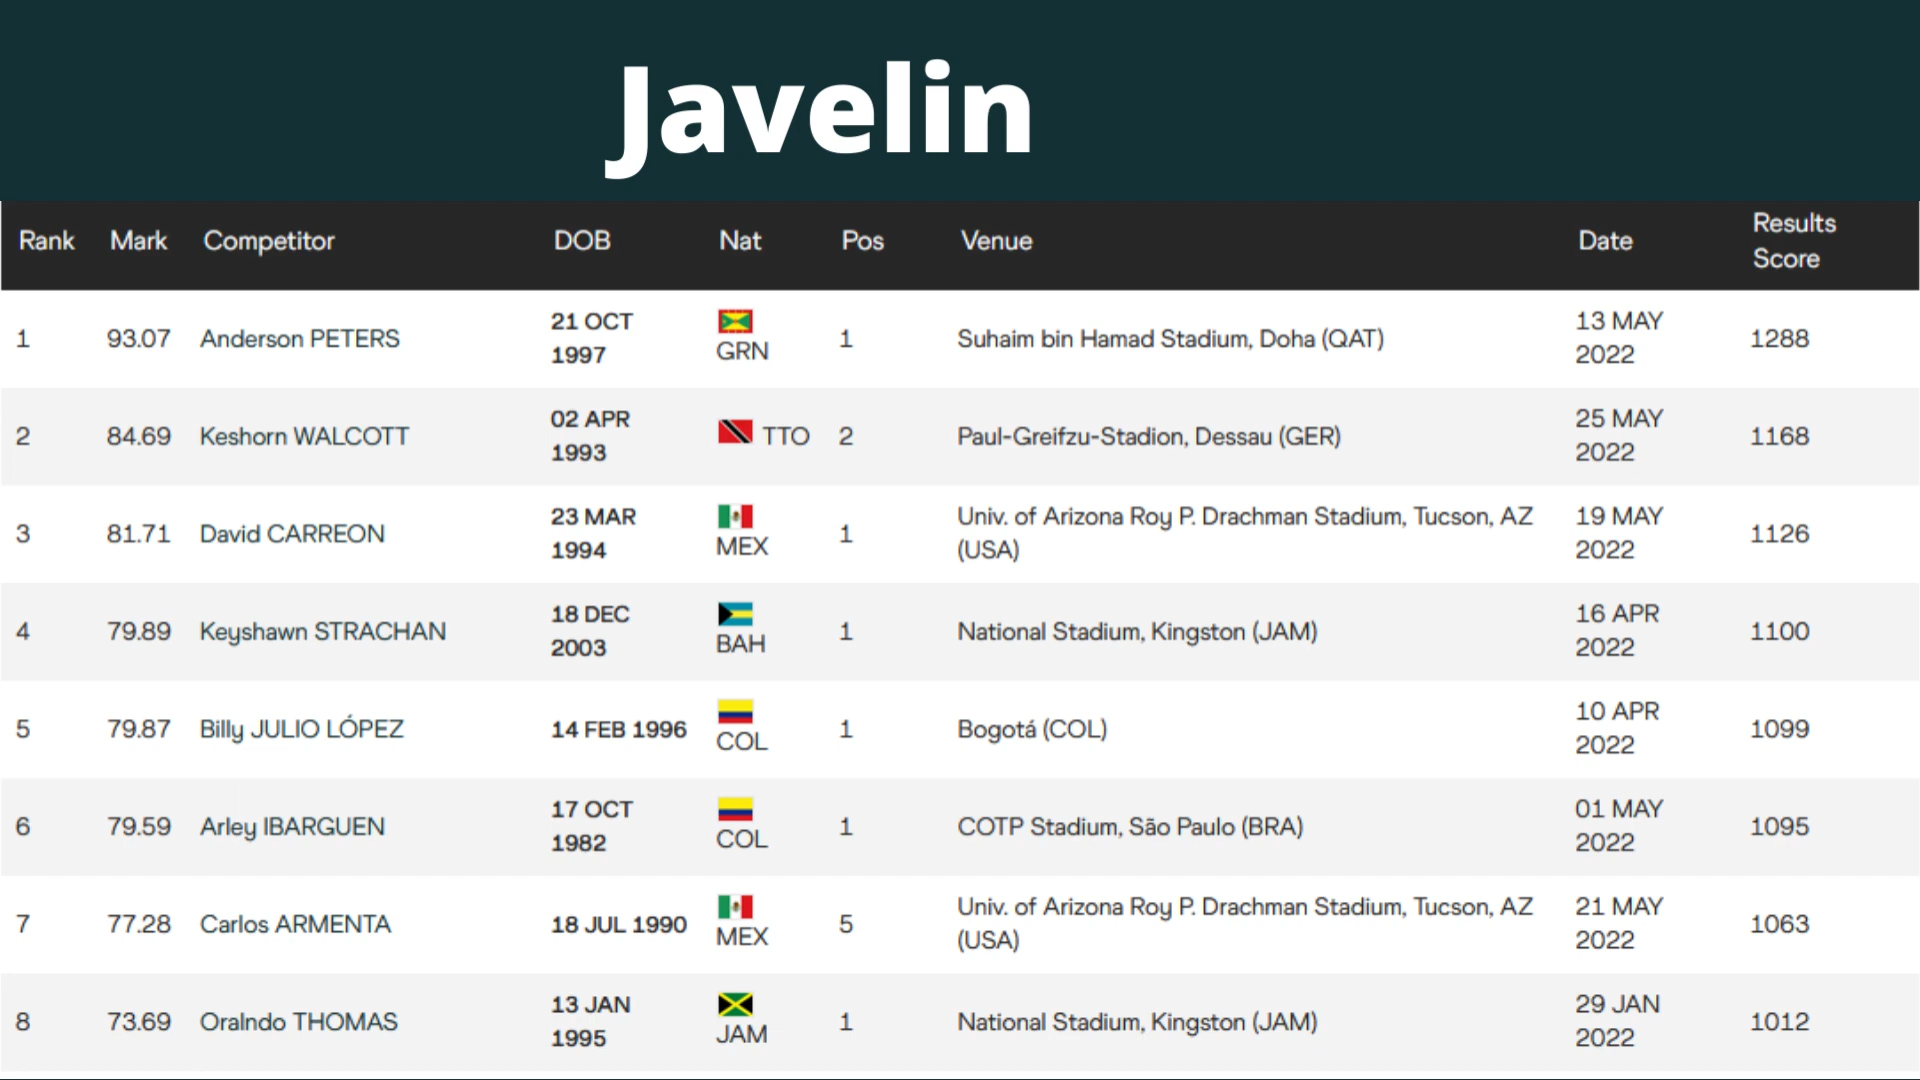 Javelin
Rank Mark Competitor DOB Nat Pos Venue Date Results Score
1 93.07 Anderson PETERS 21 OCT 1997 GRN 1 Suhaim bin Hamad Stadium, Doha (QAT) 13 MAY 2022 1288
2 84.69 Keshorn WALCOTT 02 APR 1993 TTO 2 Paul-Greifzu-Stadion, Dessau (GER) 25 MAY 2022 1168
3 81.71 David CARREON 23 MAR 1994 MEX 1 Univ. of Arizona Roy P. Drachman Stadium, Tucson, AZ (USA) 19 MAY 2022 1126
4 79.89 Keyshawn STRACHAN 18 DEC 2003 BAH 1 National Stadium, Kingston (JAM) 16 APR 2022 1100
5 79.87 Billy JULIO LÓPEZ 14 FEB 1996 COL 1 Bogotá (COL) 10 APR 2022 1099
6 79.59 Arley IBARGUEN 17 OCT 1982 COL 1 COTP Stadium, São Paulo (BRA) 01 MAY 2022 1095
7 77.28 Carlos ARMENTA 18 JUL 1990 MEX 5 Univ. of Arizona Roy P. Drachman Stadium, Tucson, AZ (USA) 21 MAY 2022 1063
8 73.69 Oralndo THOMAS 13 JAN 1995 JAM 1 National Stadium, Kingston (JAM) 29 JAN 2022 1012